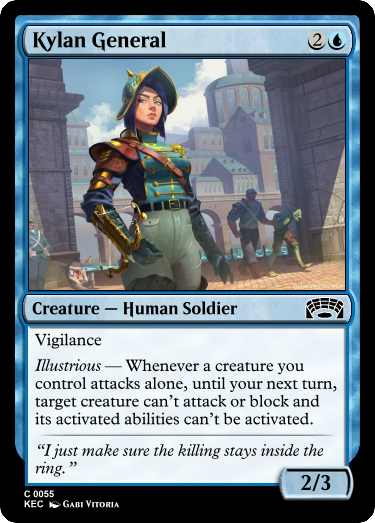 Kylan General 2
Creature — Human Soldier
Vigilance
Illustrious — Whenever a creature you
control attacks alone, until your next turn,
target creature can't attack or block and
its activated abilities can't be activated.
"I just make sure the killing stays inside the
ring."
2/3
C 0055
KEC Gabi Vitoria